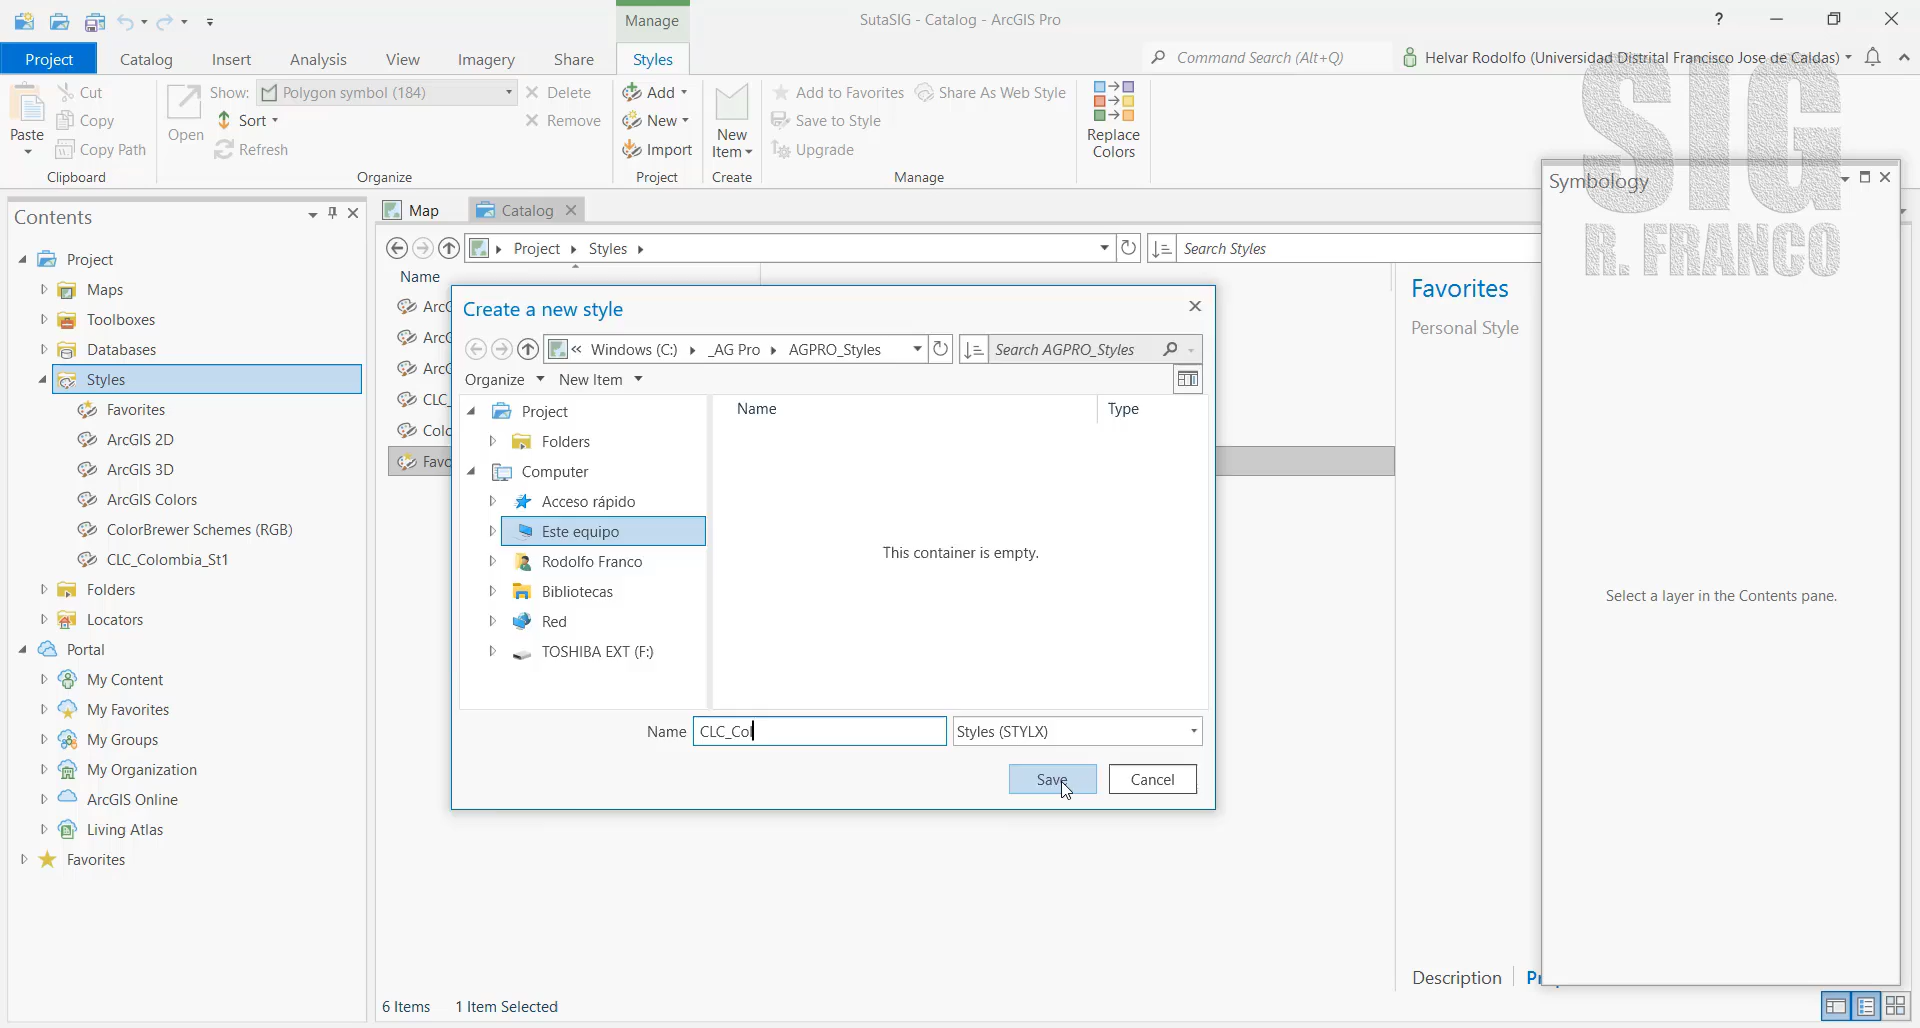 SutaSIG - Catalog - ArcGIS Pro
Manage
?
Project
Catalog
Insert
Analysis
View
Imagery
Share
Styles
Command Search (Alt+Q)
Helvar Rodolfo (Universidad Distrital Francisco Jose de Caldas)
Paste
Cut
Copy
Copy Path
Clipboard
Open
Show:
Polygon symbol (184)
Sort
Refresh
Delete
Remove
Organize
Add
New
Import
Project
New
Item
Create
Add to Favorites
Share As Web Style
Save to Style
Upgrade
Manage
Replace
Colors
SIG
R. FRANCO
Contents
Project
Maps
Toolboxes
Databases
Styles
Favorites
ArcGIS 2D
ArcGIS 3D
ArcGIS Colors
ColorBrewer Schemes (RGB)
CLC_Colombia_St1
Folders
Locators
Portal
My Content
My Favorites
My Groups
My Organization
ArcGIS Online
Living Atlas
Favorites
Map
Catalog
Project
Styles
Search Styles
Name
CLC_
Favorites
Personal Style
Create a new style
« Windows (C:)
_AG Pro
AGPRO_Styles
Search AGPRO_Styles
Organize
New Item
Project
Folders
Computer
Acceso rápido
Este equipo
Rodolfo Franco
Bibliotecas
Red
TOSHIBA EXT (F:)
Name
Type
This container is empty.
Name
CLC_Col
Styles (STYLX)
Save
Cancel
Symbology
Select a layer in the Contents pane.
Description
6 Items
1 Item Selected